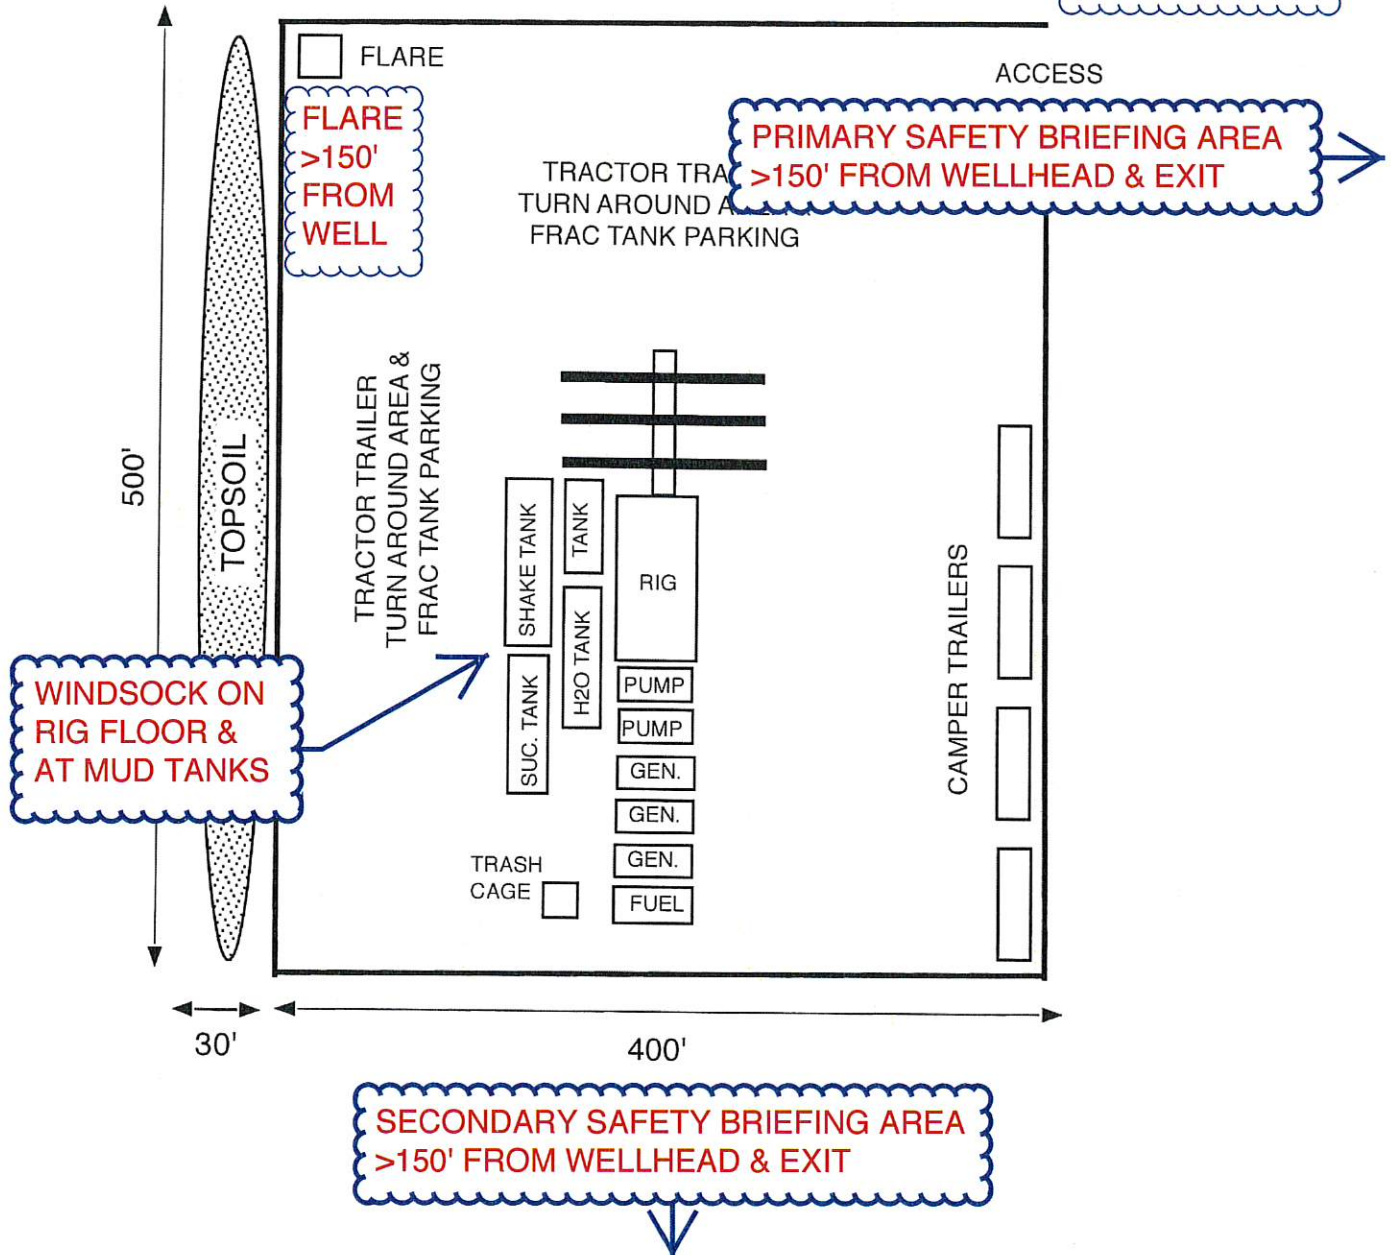 FLARE
ACCESS
FLARE
>150'
FROM
WELL
PRIMARY SAFETY BRIEFING AREA
>150' FROM WELLHEAD & EXIT
TRACTOR
TURN AROUND
FRAC TANK PARKING
TRACTOR TRAILER
TURN AROUND AREA &
FRAC TANK PARKING
500'
TOPSOIL
SHAKE TANK
TANK
RIG
H2O TANK
SUC. TANK
PUMP
PUMP
GEN.
GEN.
GEN.
FUEL
CAMPER TRAILERS
WINDSOCK ON
RIG FLOOR &
AT MUD TANKS
TRASH
CAGE
30'
400'
SECONDARY SAFETY BRIEFING AREA
>150' FROM WELLHEAD & EXIT